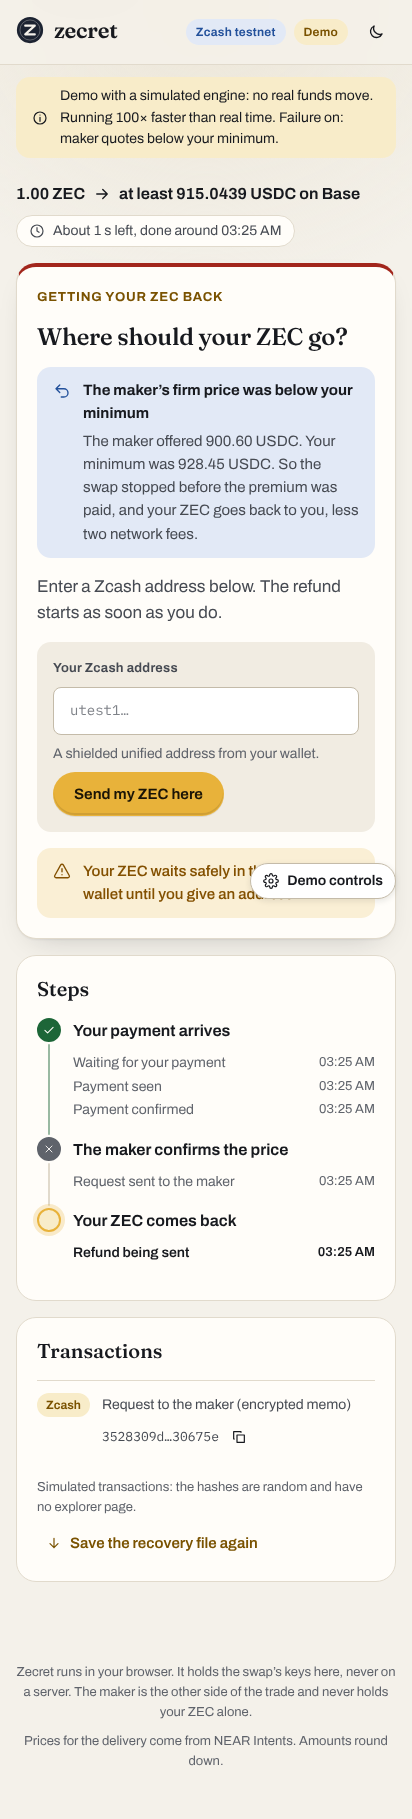 zecret
Zcash testnet
Demo
Demo with a simulated engine: no real funds move.
Running 100× faster than real time. Failure on:
maker quotes below your minimum.
1.00 ZEC → at least 915.0439 USDC on Base
About 1 s left, done around 03:25 AM
GETTING YOUR ZEC BACK
Where should your ZEC go?
The maker’s firm price was below your
minimum
The maker offered 900.60 USDC. Your
minimum was 928.45 USDC. So the
swap stopped before the premium was
paid, and your ZEC goes back to you, less
two network fees.
Enter a Zcash address below. The refund
starts as soon as you do.
Your Zcash address
utest1…
A shielded unified address from your wallet.
Send my ZEC here
Your ZEC waits safely in
wallet until you give an
Demo controls
Steps
Your payment arrives
Waiting for your payment 03:25 AM
Payment seen 03:25 AM
Payment confirmed 03:25 AM
The maker confirms the price
Request sent to the maker 03:25 AM
Your ZEC comes back
Refund being sent 03:25 AM
Transactions
Zcash Request to the maker (encrypted memo)
3528309d…30675e
Simulated transactions: the hashes are random and have
no explorer page.
Save the recovery file again
Zecret runs in your browser. It holds the swap’s keys here, never on
a server. The maker is the other side of the trade and never holds
your ZEC alone.
Prices for the delivery come from NEAR Intents. Amounts round
down.